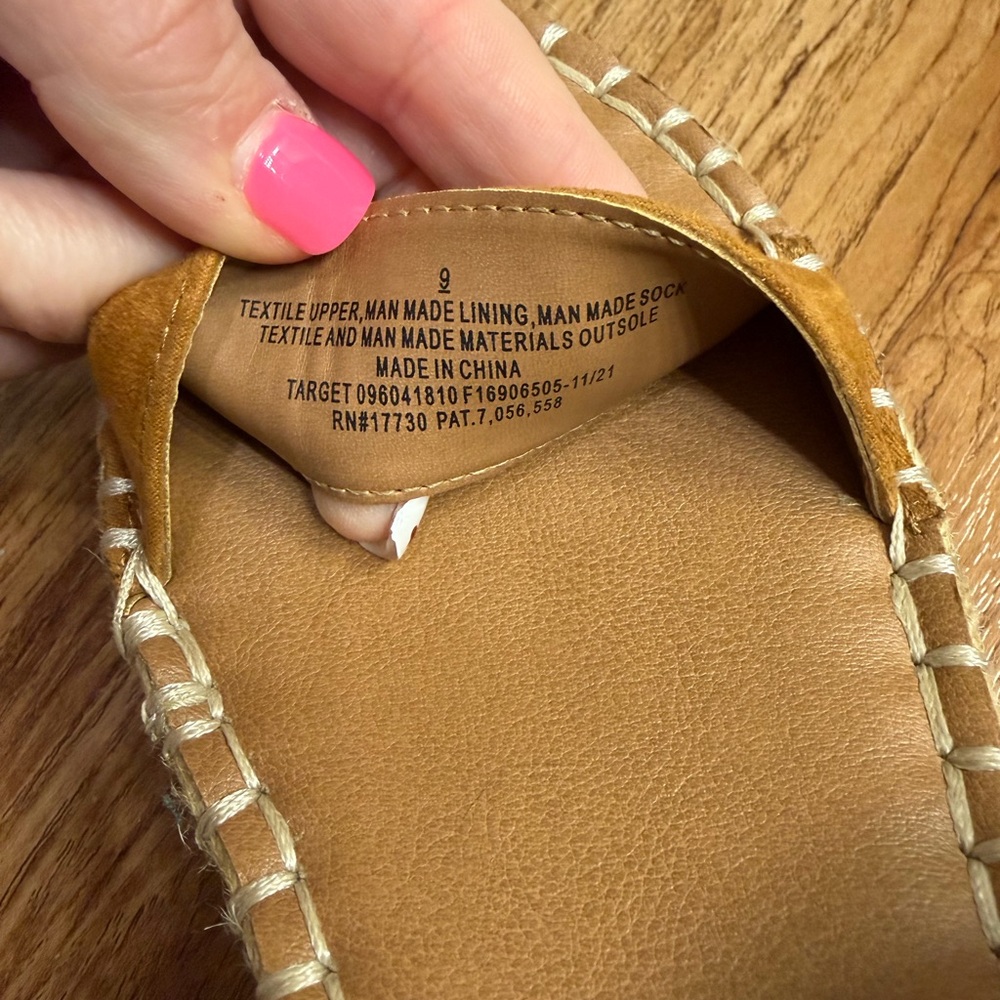 9
TEXTILE UPPER,MAN MADE LINING,MAN MADE SOCK
TEXTILE AND MAN MADE MATERIALS OUTSOLE
MADE IN CHINA
TARGET 096041810 F16906505-11/21
RN#17730 PAT.7,056,558